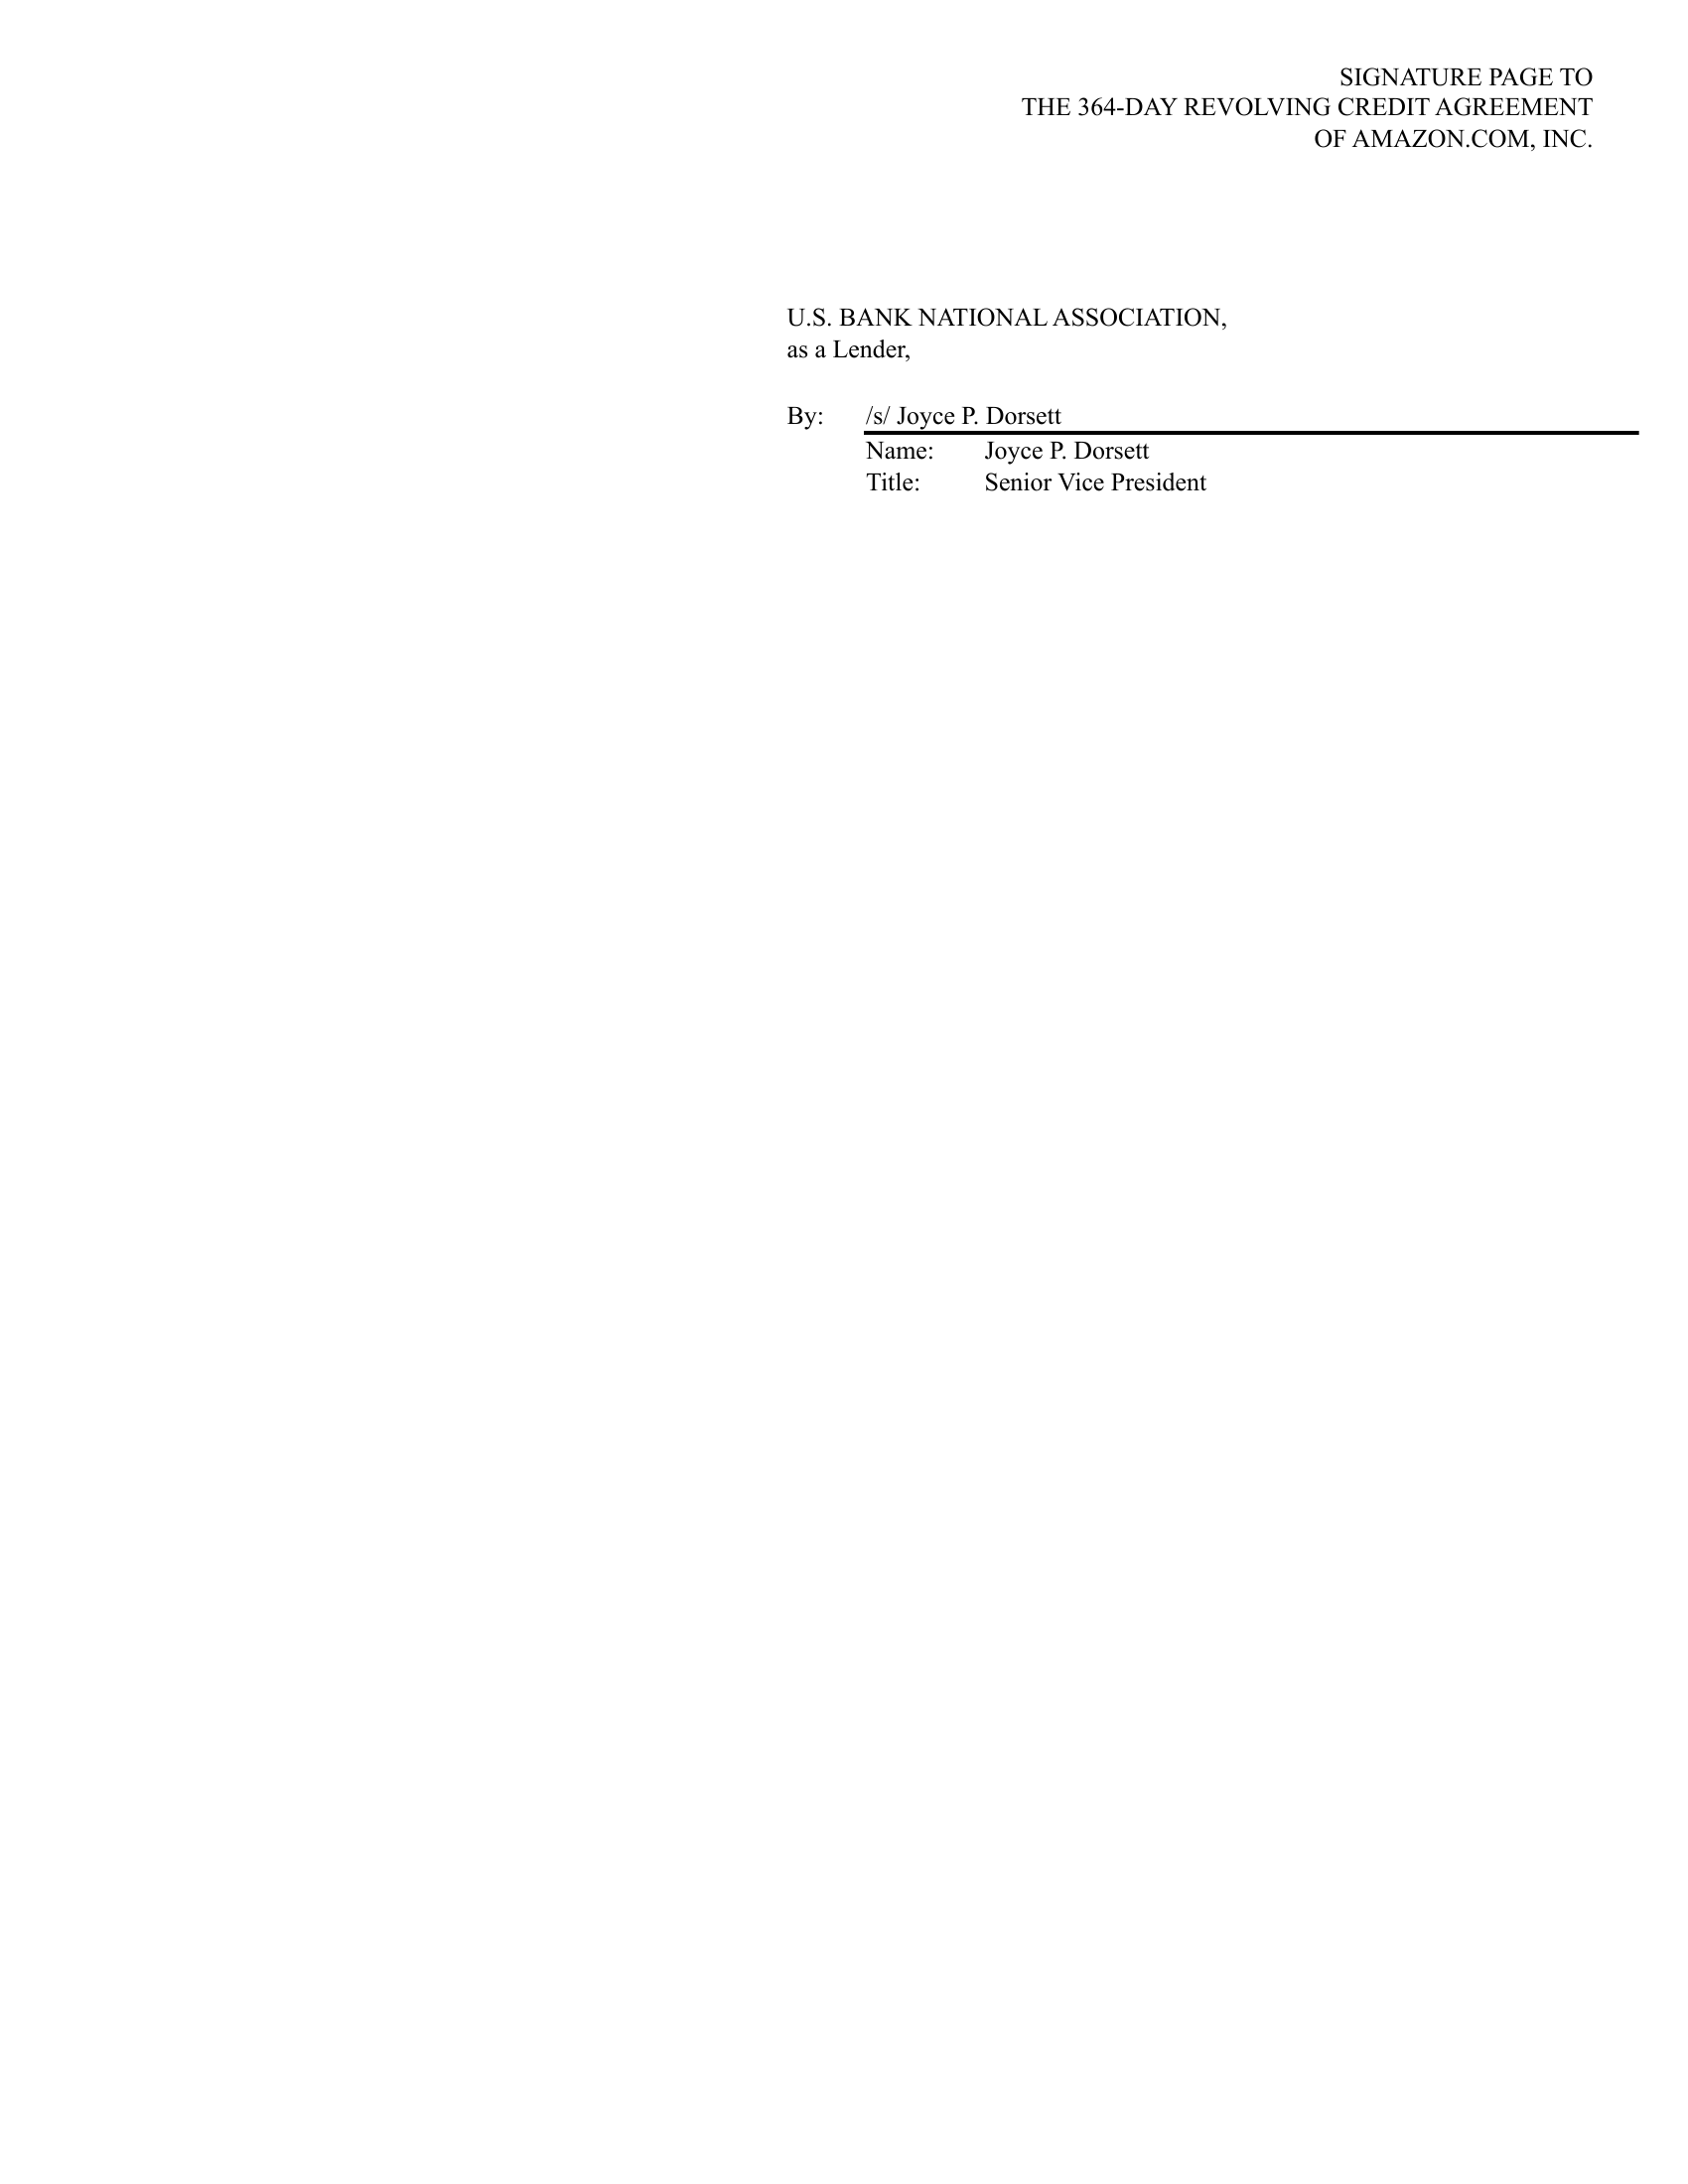 SIGNATURE PAGE TO
THE 364-DAY REVOLVING CREDIT AGREEMENT
OF AMAZON.COM, INC.
U.S. BANK NATIONAL ASSOCIATION,
as a Lender,
By: /s/ Joyce P. Dorsett
Name: Joyce P. Dorsett
Title: Senior Vice President